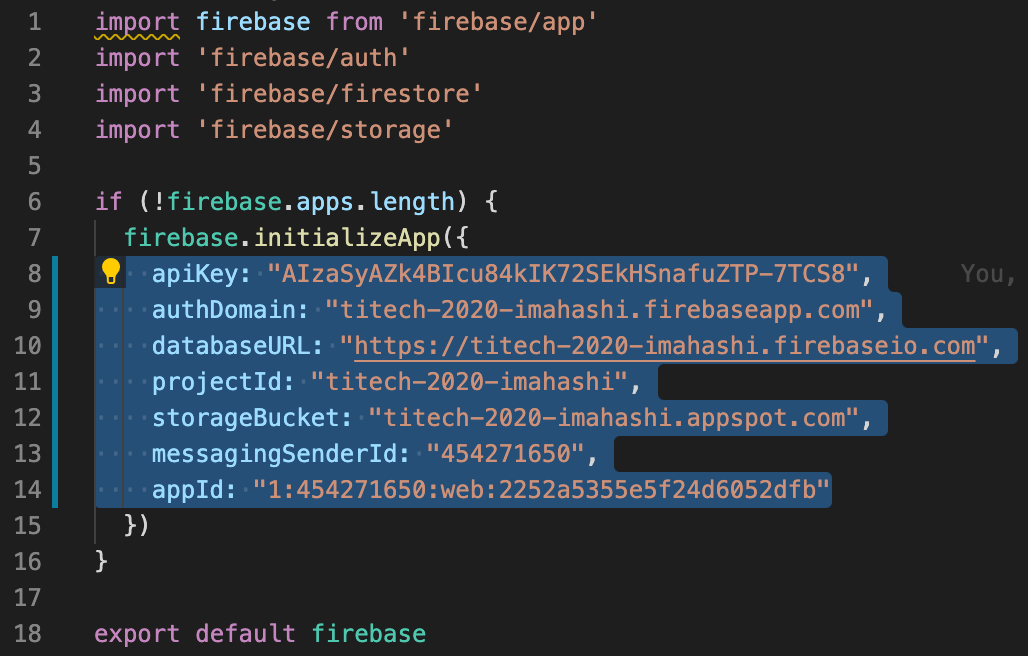 1 import firebase from 'firebase/app'
2 import 'firebase/auth'
3 import 'firebase/firestore'
4 import 'firebase/storage'
5
6 if (!firebase.apps.length) {
7 firebase.initializeApp({
8 apiKey: "AIzaSyAZk4BIcu84kIK72SEkHSnafuZTP-7TCS8", You,
9 authDomain: "titech-2020-imahashi.firebaseapp.com",
10 databaseURL: "https://titech-2020-imahashi.firebaseio.com",
11 projectId: "titech-2020-imahashi",
12 storageBucket: "titech-2020-imahashi.appspot.com",
13 messagingSenderId: "454271650",
14 appId: "1:454271650:web:2252a5355e5f24d6052dfb"
15 })
16 }
17
18 export default firebase